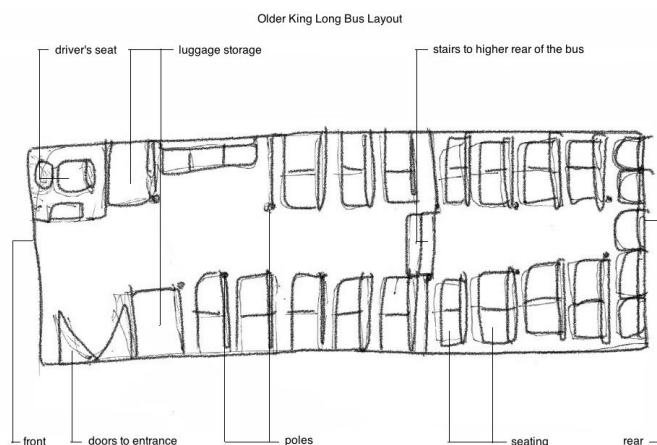 Older King Long Bus Layout
driver's seat
luggage storage
stairs to higher rear of the bus
front
doors to entrance
poles
seating
rear